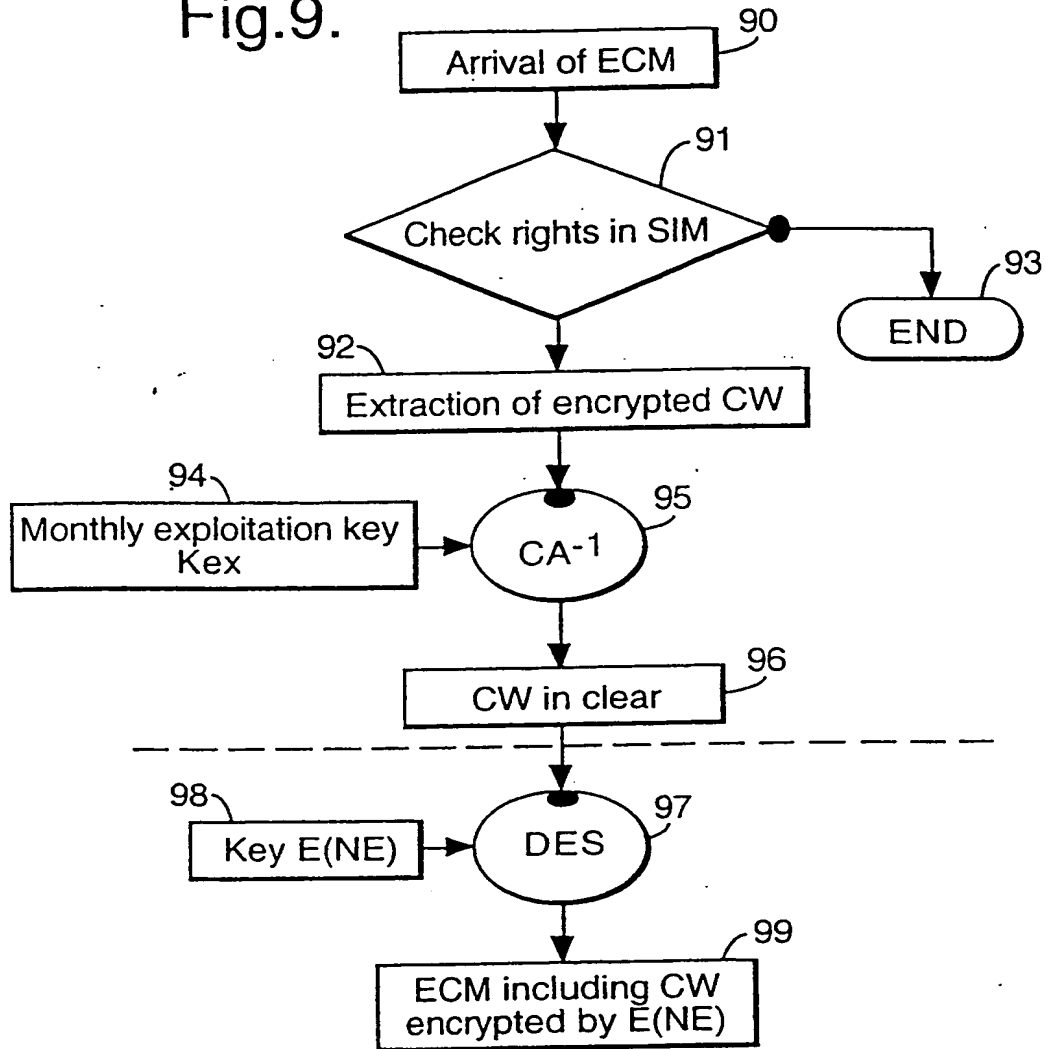 Fig.9.
90
Arrival of ECM
91
Check rights in SIM
93
END
92
Extraction of encrypted CW
94
Monthly exploitation key
Kex
95
CA-1
96
CW in clear
98
Key E(NE)
97
DES
99
ECM including CW
encrypted by E(NE)